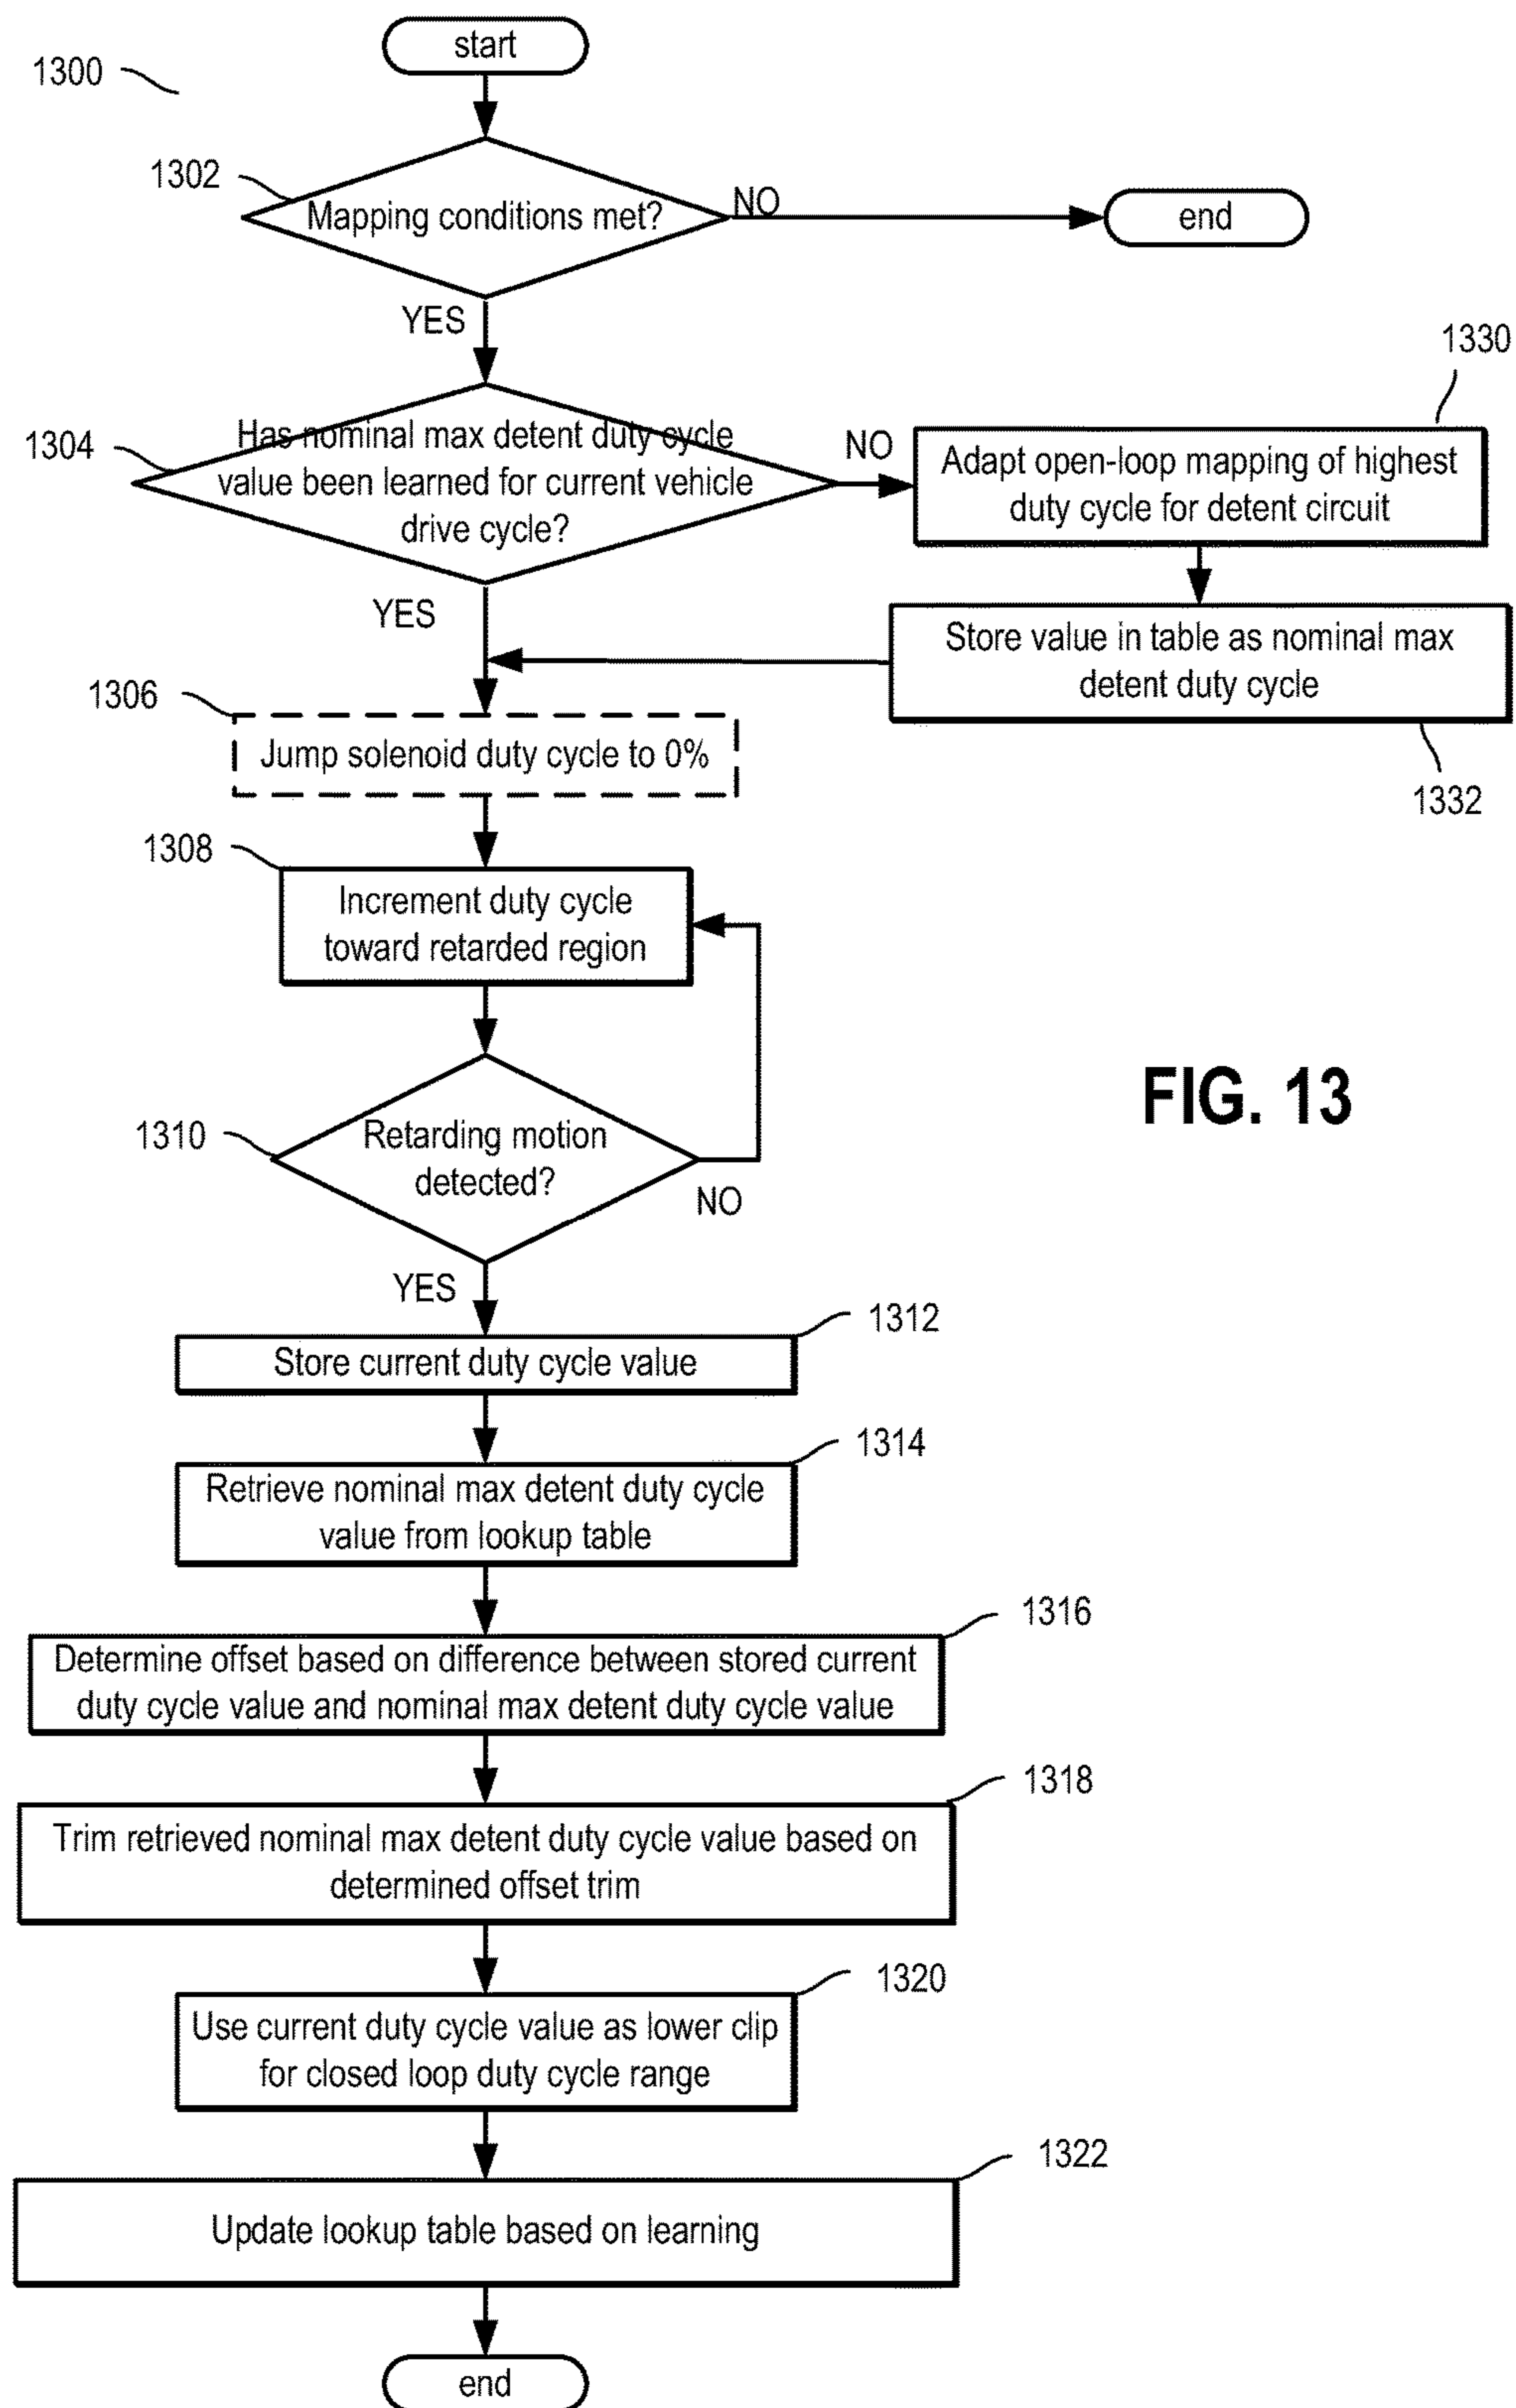 start
1300
1302
Mapping conditions met?
NO
end
YES
1330
1304
Has nominal max detent duty cycle
value been learned for current vehicle
drive cycle?
NO
Adapt open-loop mapping of highest
duty cycle for detent circuit
YES
Store value in table as nominal max
detent duty cycle
1332
1306
Jump solenoid duty cycle to 0%
1308
Increment duty cycle
toward retarded region
FIG. 13
1310
Retarding motion
detected?
NO
YES
1312
Store current duty cycle value
1314
Retrieve nominal max detent duty cycle
value from lookup table
1316
Determine offset based on difference between stored current
duty cycle value and nominal max detent duty cycle value
1318
Trim retrieved nominal max detent duty cycle value based on
determined offset trim
1320
Use current duty cycle value as lower clip
for closed loop duty cycle range
1322
Update lookup table based on learning
end